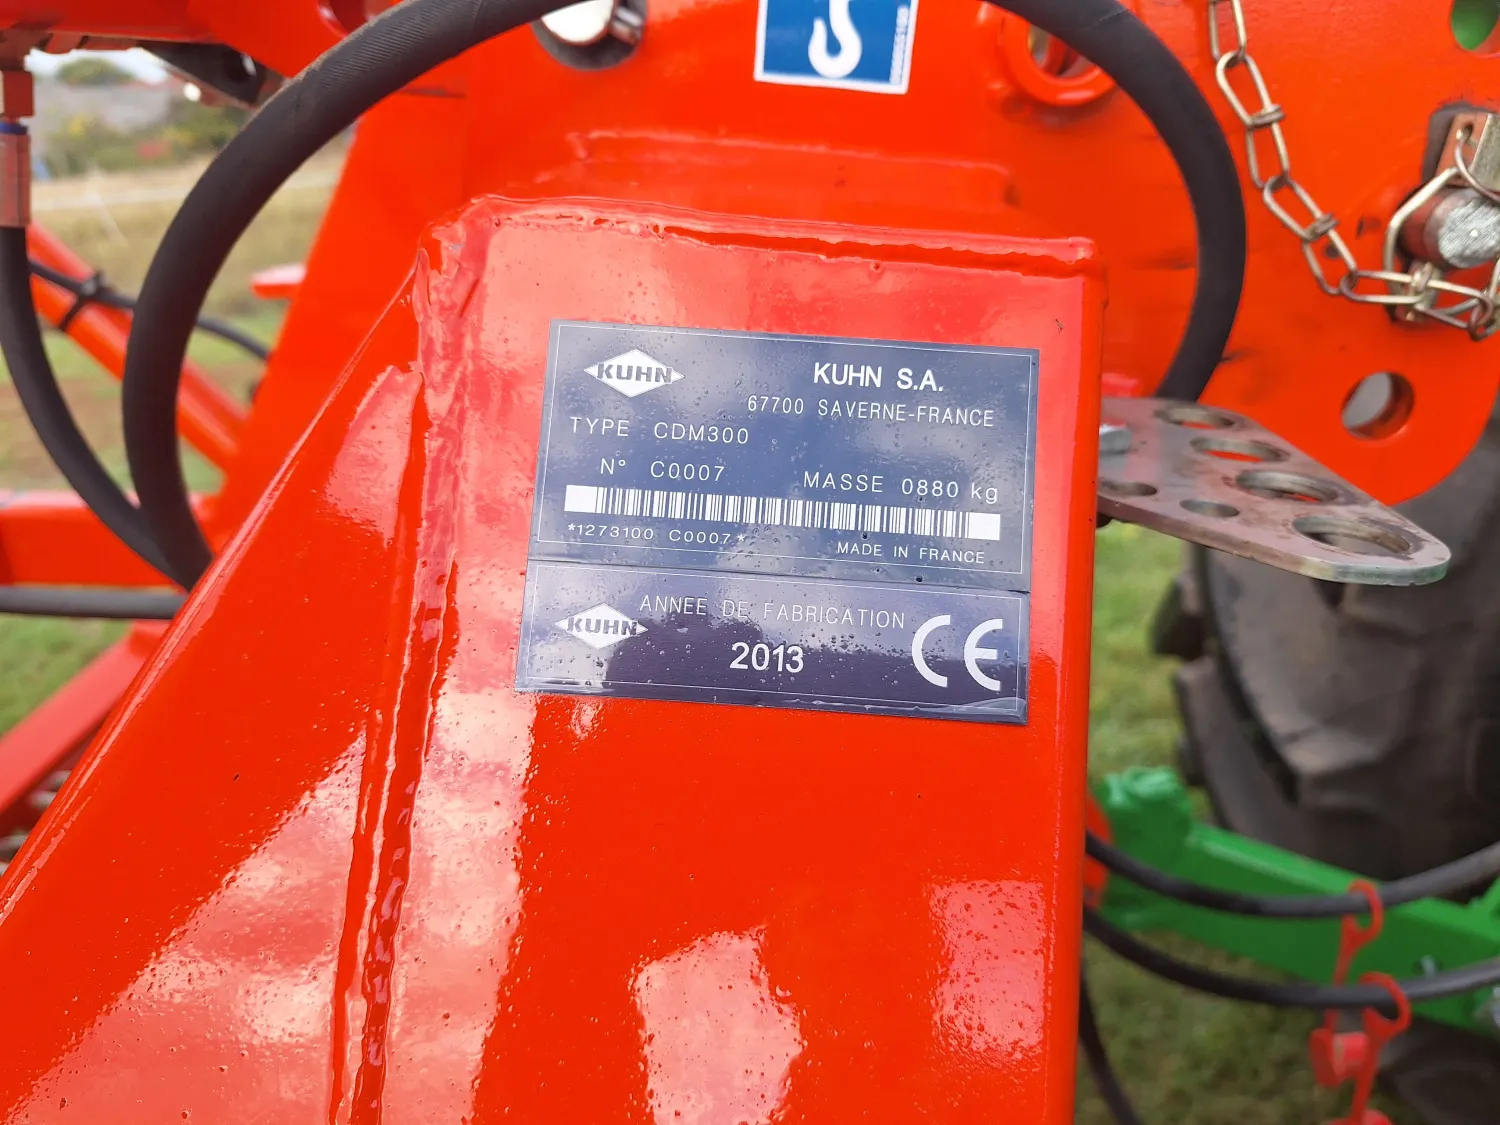 KUHN
KUHN S.A.
67700 SAVERNE-FRANCE
TYPE CDM300
N° C0007
MASSE 0880 kg
*1273100 C0007*
MADE IN FRANCE
KUHN
ANNEE DE FABRICATION
2013
CE